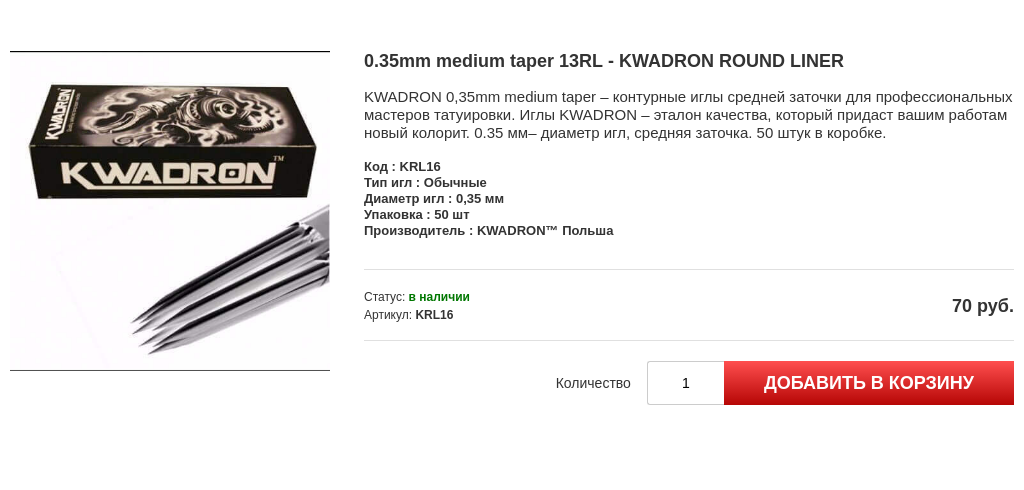 0.35mm medium taper 13RL - KWADRON ROUND LINER
KWADRON 0,35mm medium taper – контурные иглы средней заточки для профессиональных
мастеров татуировки. Иглы KWADRON – эталон качества, который придаст вашим работам
новый колорит. 0.35 мм– диаметр игл, средняя заточка. 50 штук в коробке.
Код : KRL16
Тип игл : Обычные
Диаметр игл : 0,35 мм
Упаковка : 50 шт
Производитель : KWADRON™ Польша
Статус: в наличии
Артикул: KRL16
70 руб.
Количество 1 ДОБАВИТЬ В КОРЗИНУ
KWADRON
KWADRON™